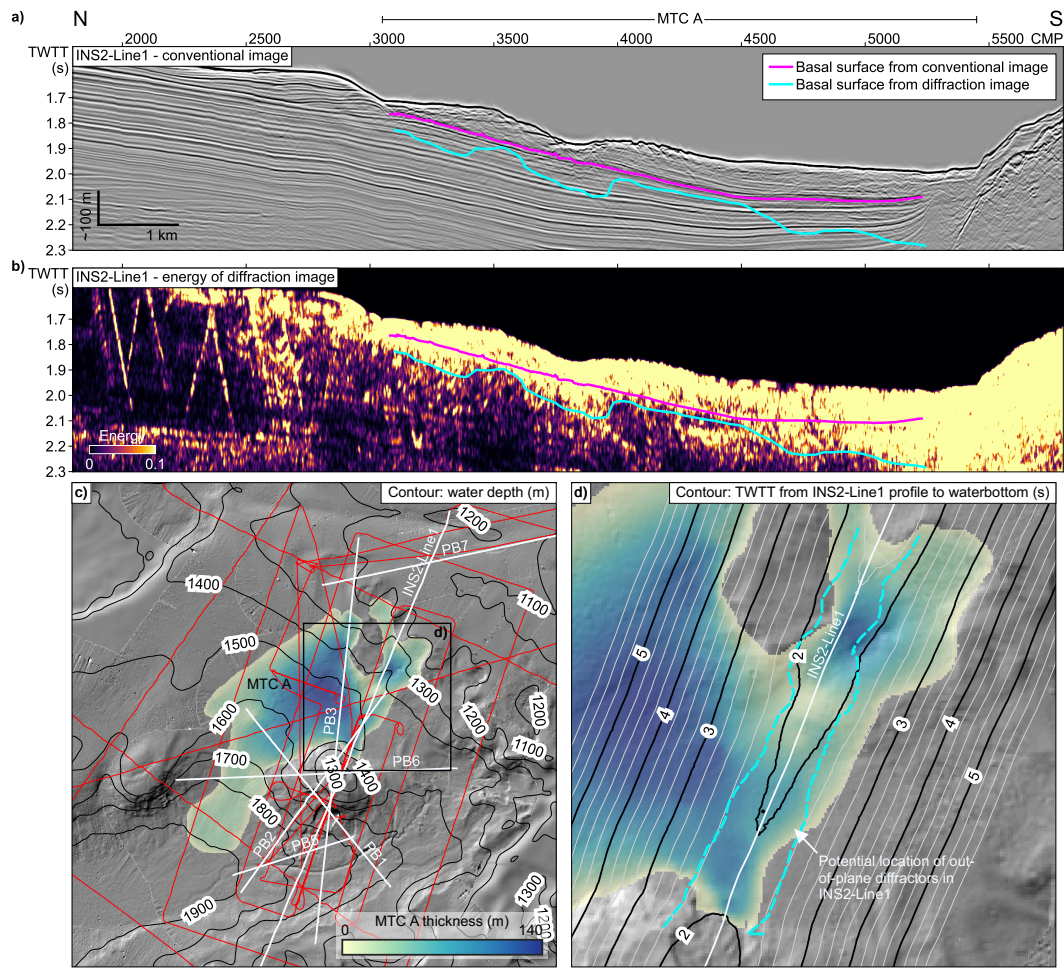 a)
N
MTC A
S
2000 2500 3000 3500 4000 4500 5000 5500 CMP
TWTT
(s)
INS2-Line1 - conventional image
Basal surface from conventional image
Basal surface from diffraction image
1.7
1.8
1.9
2.0
2.1
2.2
2.3
~100 m
1 km
b)
TWTT
(s)
INS2-Line1 - energy of diffraction image
1.7
1.8
1.9
2.0
2.1
2.2
2.3
Energy
0 0.1
c)
Contour: water depth (m)
1200
INS2-Line1
PB7
1400
1100
1500
d)
MTC A
1300
1600
PB3
1200
1200
1700
1100
PB6
1300
1400
1800
PB2
PB8
PB1
1300
1900
1200
MTC A thickness (m)
0 140
d)
Contour: TWTT from INS2-Line1 profile to waterbottom (s)
INS2-Line1
5
2
4
3
3
4
5
Potential location of out-
of-plane diffractors in
INS2-Line1
2